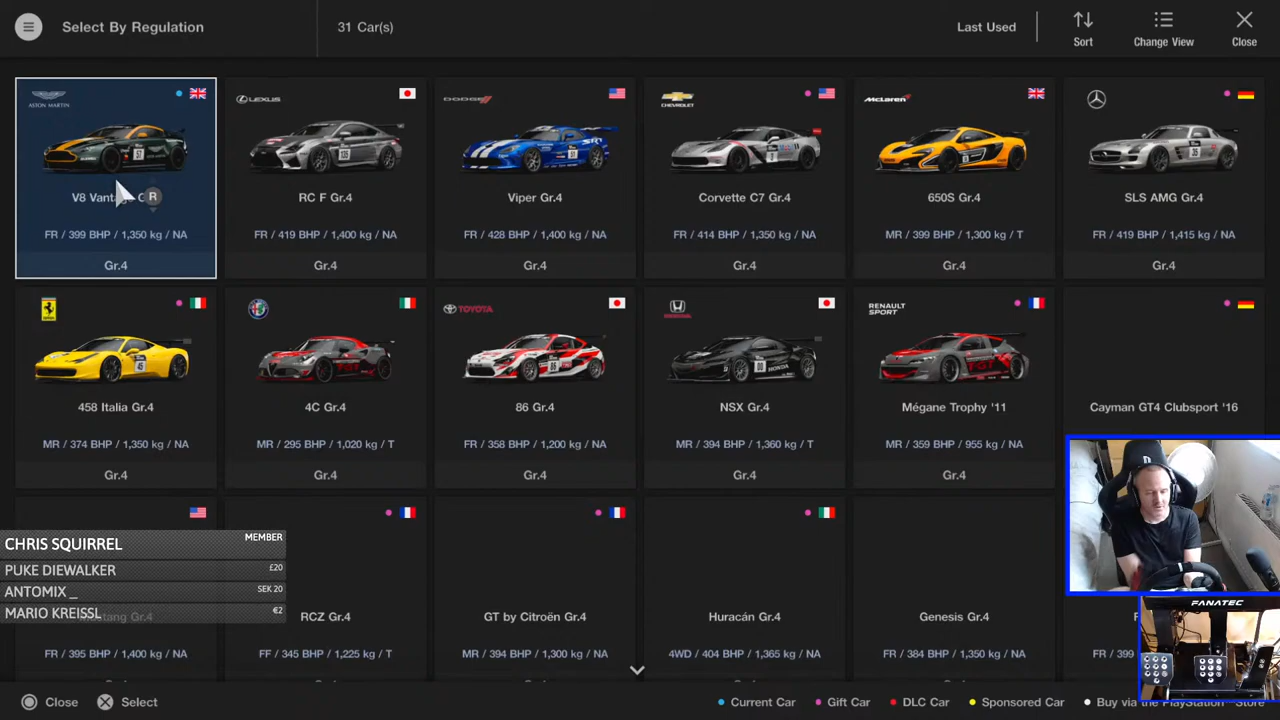 Select By Regulation
31 Car(s)
Last Used
Sort
Change View
Close
ASTON MARTIN
LEXUS
DODGE
CHEVROLET
McLaren
V8 Vantage
R
RC F Gr.4
Viper Gr.4
Corvette C7 Gr.4
650S Gr.4
SLS AMG Gr.4
FR / 399 BHP / 1,350 kg / NA
FR / 419 BHP / 1,400 kg / NA
FR / 428 BHP / 1,400 kg / NA
FR / 414 BHP / 1,350 kg / NA
MR / 399 BHP / 1,300 kg / T
FR / 419 BHP / 1,415 kg / NA
Gr.4
Gr.4
Gr.4
Gr.4
Gr.4
Gr.4
TOYOTA
HONDA
RENAULT
SPORT
458 Italia Gr.4
4C Gr.4
86 Gr.4
NSX Gr.4
Mégane Trophy '11
Cayman GT4 Clubsport '16
MR / 374 BHP / 1,350 kg / NA
MR / 295 BHP / 1,020 kg / T
FR / 358 BHP / 1,200 kg / NA
MR / 394 BHP / 1,360 kg / T
MR / 359 BHP / 955 kg / NA
Gr.4
Gr.4
Gr.4
Gr.4
Gr.4
CHRIS SQUIRREL
MEMBER
PUKE DIEWALKER
£20
ANTOMIX _
SEK 20
MARIO KREISSL
€2
Gr.4
RCZ Gr.4
GT by Citroën Gr.4
Huracán Gr.4
Genesis Gr.4
FR / 395 BHP / 1,400 kg / NA
FF / 345 BHP / 1,225 kg / T
MR / 394 BHP / 1,300 kg / NA
4WD / 404 BHP / 1,365 kg / NA
FR / 384 BHP / 1,350 kg / NA
FR / 399
FANATEC
Close
Select
Current Car
Gift Car
DLC Car
Sponsored Car
Buy via the PlayStation Store